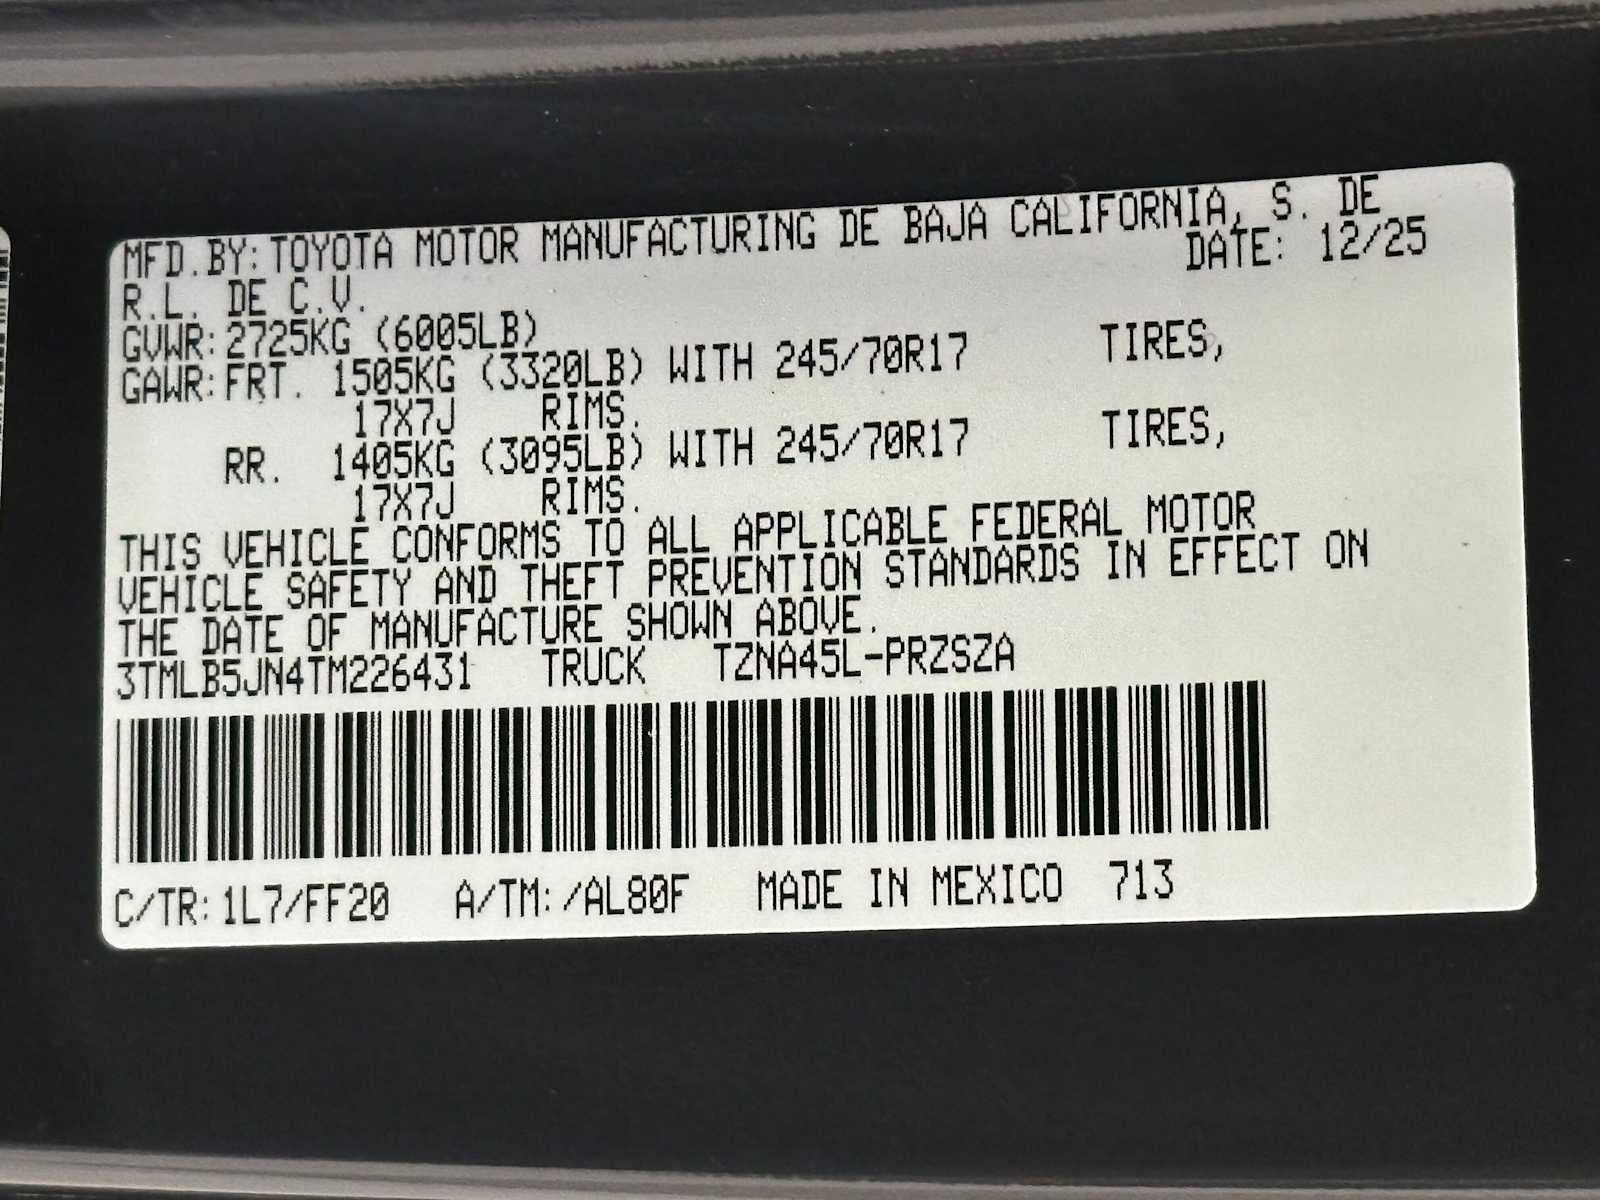 MFD.BY: TOYOTA MOTOR MANUFACTURING DE BAJA CALIFORNIA, S. DE
R.L. DE C.V. DATE: 12/25
GVWR: 2725KG (6005LB)
GAWR: FRT. 1505KG (3320LB) WITH 245/70R17 TIRES,
17X7J RIMS.
RR. 1405KG (3095LB) WITH 245/70R17 TIRES,
17X7J RIMS.
THIS VEHICLE CONFORMS TO ALL APPLICABLE FEDERAL MOTOR
VEHICLE SAFETY AND THEFT PREVENTION STANDARDS IN EFFECT ON
THE DATE OF MANUFACTURE SHOWN ABOVE.
3TMLB5JN4TM226431 TRUCK TZNA45L-PRZSZA
C/TR: 1L7/FF20 A/TM: /AL80F MADE IN MEXICO 713